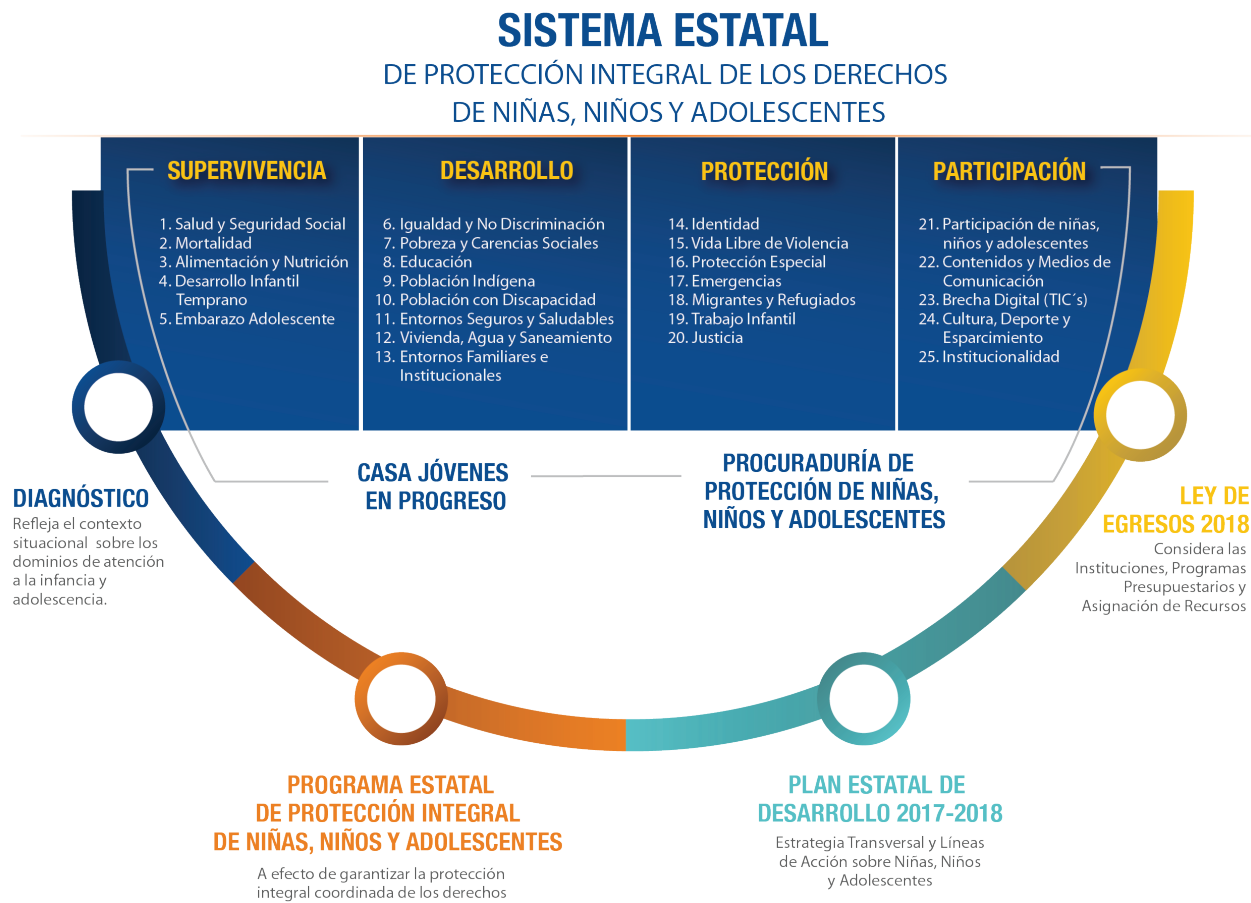 SISTEMA ESTATAL
DE PROTECCIÓN INTEGRAL DE LOS DERECHOS
DE NIÑAS, NIÑOS Y ADOLESCENTES
SUPERVIVENCIA
1. Salud y Seguridad Social
2. Mortalidad
3. Alimentación y Nutrición
4. Desarrollo Infantil
Temprano
5. Embarazo Adolescente
DESARROLLO
6. Igualdad y No Discriminación
7. Pobreza y Carencias Sociales
8. Educación
9. Población Indígena
10. Población con Discapacidad
11. Entornos Seguros y Saludables
12. Vivienda, Agua y Saneamiento
13. Entornos Familiares e
Institucionales
PROTECCIÓN
14. Identidad
15. Vida Libre de Violencia
16. Protección Especial
17. Emergencias
18. Migrantes y Refugiados
19. Trabajo Infantil
20. Justicia
PARTICIPACIÓN
21. Participación de niñas,
niños y adolescentes
22. Contenidos y Medios de
Comunicación
23. Brecha Digital (TIC´s)
24. Cultura, Deporte y
Esparcimiento
25. Institucionalidad
CASA JÓVENES
EN PROGRESO
PROCURADURÍA DE
PROTECCIÓN DE NIÑAS,
NIÑOS Y ADOLESCENTES
DIAGNÓSTICO
Refleja el contexto
situacional sobre los
dominios de atención
a la infancia y
adolescencia.
LEY DE
EGRESOS 2018
Considera las
Instituciones, Programas
Presupuestarios y
Asignación de Recursos
PROGRAMA ESTATAL
DE PROTECCIÓN INTEGRAL
DE NIÑAS, NIÑOS Y ADOLESCENTES
A efecto de garantizar la protección
integral coordinada de los derechos
PLAN ESTATAL DE
DESARROLLO 2017-2018
Estrategia Transversal y Líneas
de Acción sobre Niñas, Niños
y Adolescentes